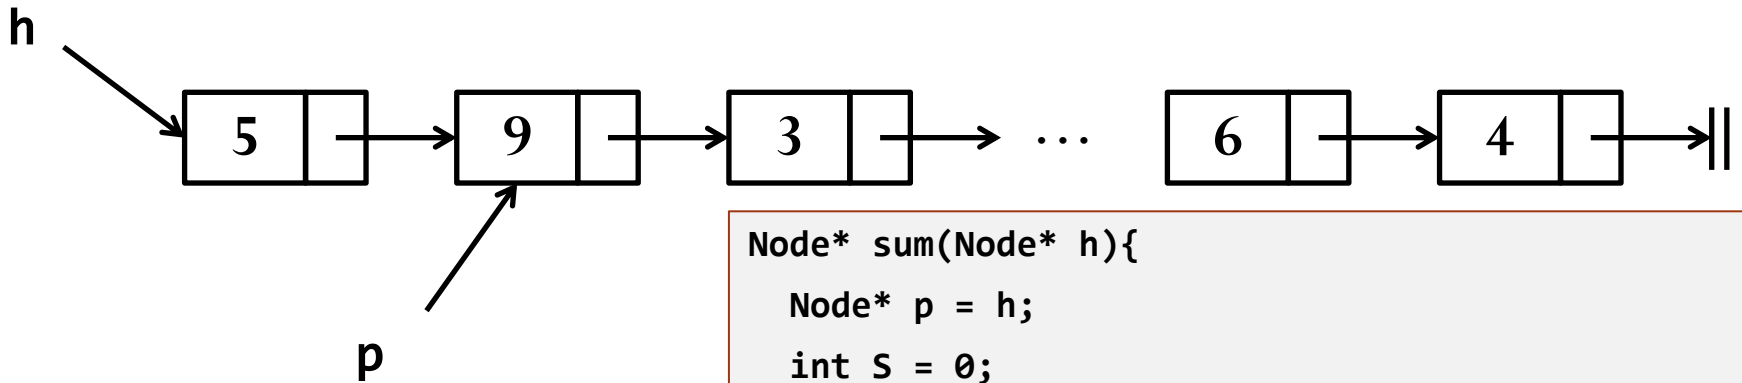 h
5 9 3 ... 6 4
p
Node* sum(Node* h){
Node* p = h;
int S = 0;